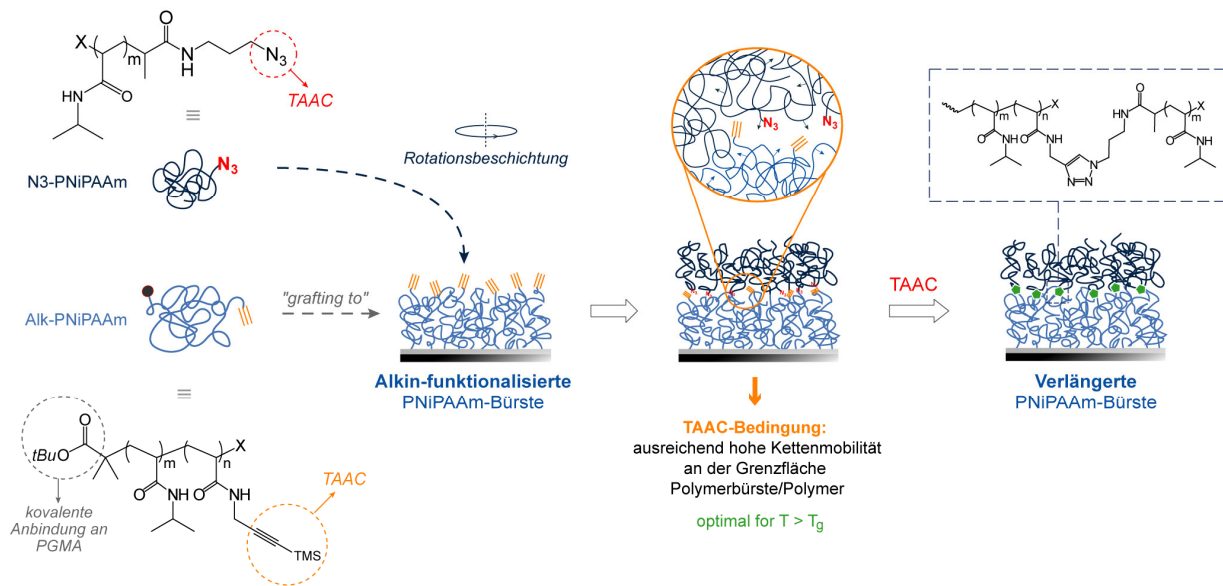 X
m
O
N
H
N3
HN
O
TAAC
≡
N3-PNiPAAm
N3
Rotationsbeschichtung
Alk-PNiPAAm
"grafting to"
≡
O
tBuO
m
n
X
O
NH
O
NH
TMS
TAAC
kovalente
Anbindung an
PGMA
Alkin-funktionalisierte
PNiPAAm-Bürste
N3
N3
TAAC-Bedingung:
ausreichend hohe Kettenmobilität
an der Grenzfläche
Polymerbürste/Polymer
optimal for T > Tg
TAAC
m
n
X
O
NH
O
NH
N
N=N
O
HN
m
X
O
NH
Verlängerte
PNiPAAm-Bürste